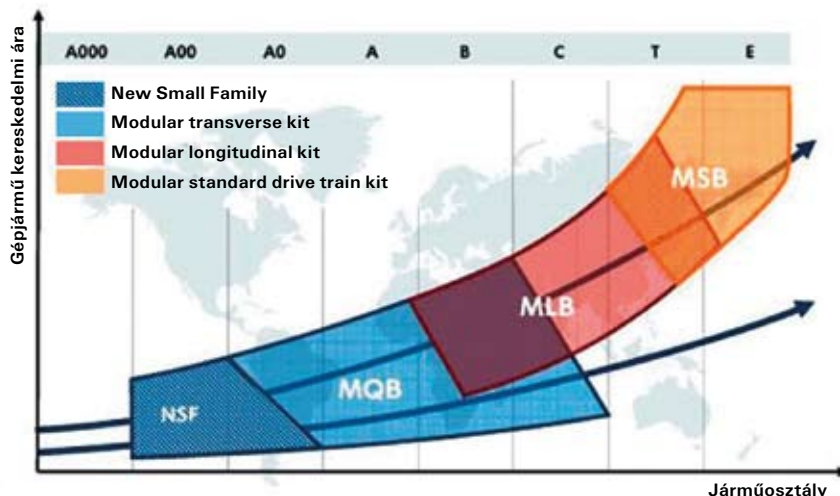 Gépjármű kereskedelmi ára
A000 A00 A0 A B C T E
New Small Family
Modular transverse kit
Modular longitudinal kit
Modular standard drive train kit
MSB
MLB
MQB
NSF
Járműosztály